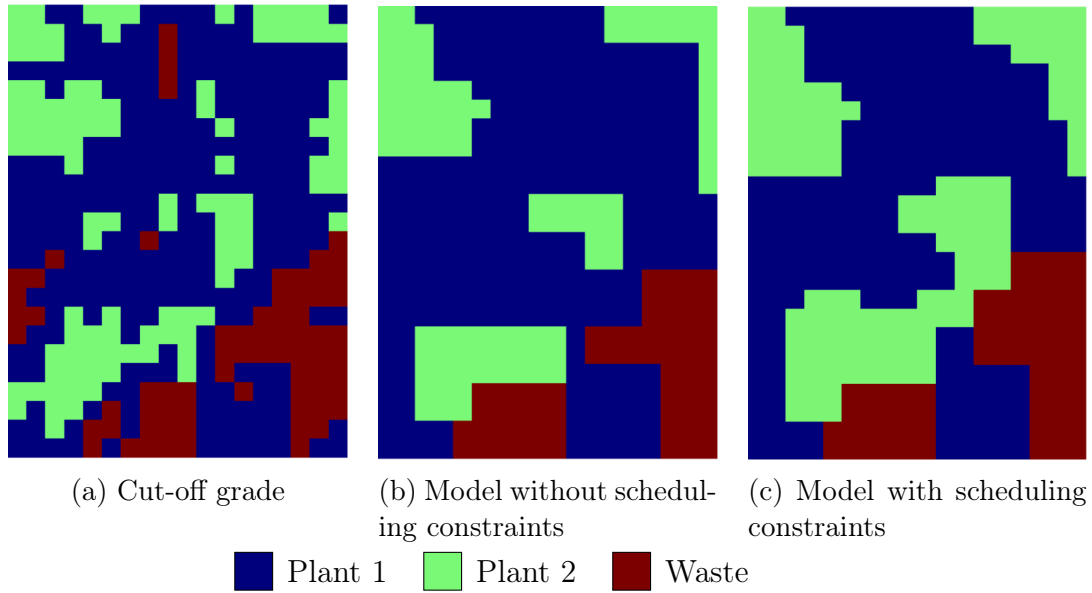 (a) Cut-off grade
(b) Model without schedul-
ing constraints
(c) Model with scheduling
constraints
Plant 1
Plant 2
Waste